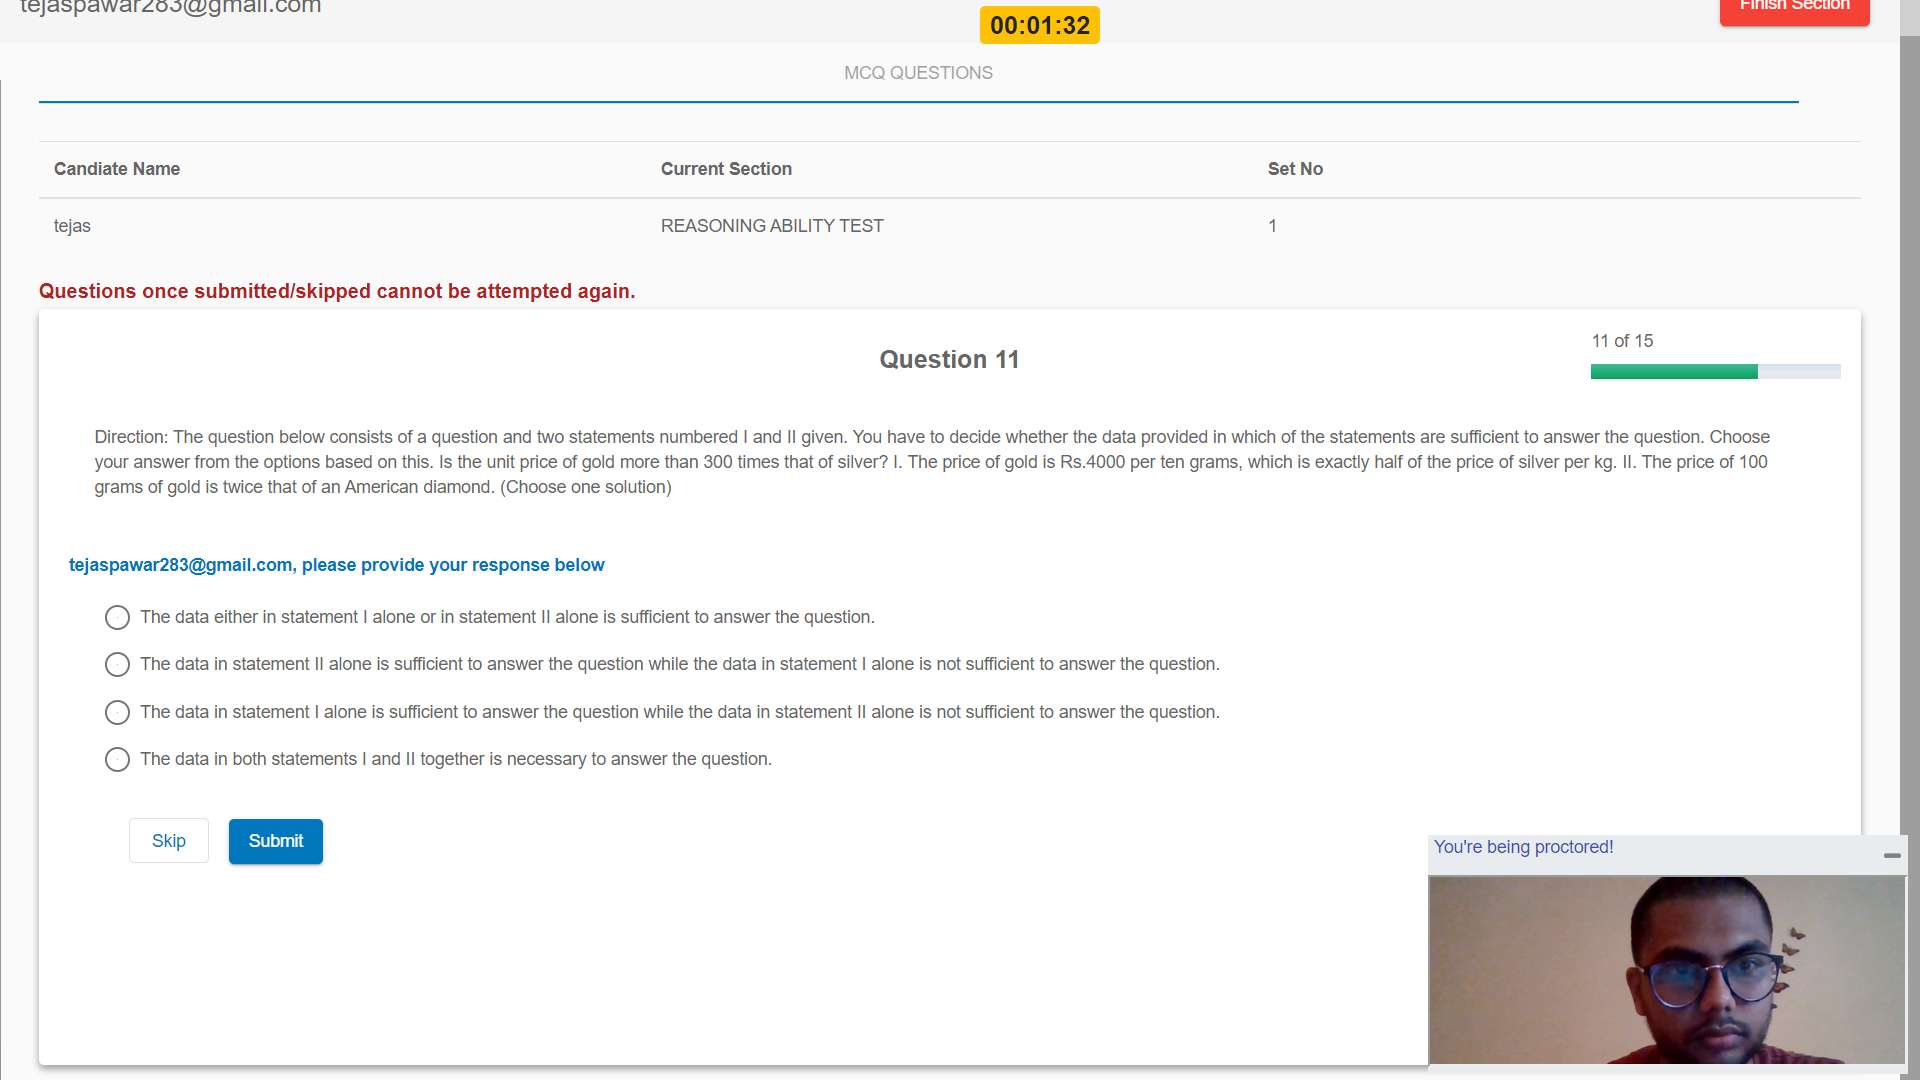 tejaspawar283@gmail.com
Finish Section
00:01:32
MCQ QUESTIONS
Candiate Name Current Section Set No
tejas REASONING ABILITY TEST 1
Questions once submitted/skipped cannot be attempted again.
11 of 15
Question 11
Direction: The question below consists of a question and two statements numbered I and II given. You have to decide whether the data provided in which of the statements are sufficient to answer the question. Choose
your answer from the options based on this. Is the unit price of gold more than 300 times that of silver? I. The price of gold is Rs.4000 per ten grams, which is exactly half of the price of silver per kg. II. The price of 100
grams of gold is twice that of an American diamond. (Choose one solution)
tejaspawar283@gmail.com, please provide your response below
The data either in statement I alone or in statement II alone is sufficient to answer the question.
The data in statement II alone is sufficient to answer the question while the data in statement I alone is not sufficient to answer the question.
The data in statement I alone is sufficient to answer the question while the data in statement II alone is not sufficient to answer the question.
The data in both statements I and II together is necessary to answer the question.
Skip Submit
You're being proctored!